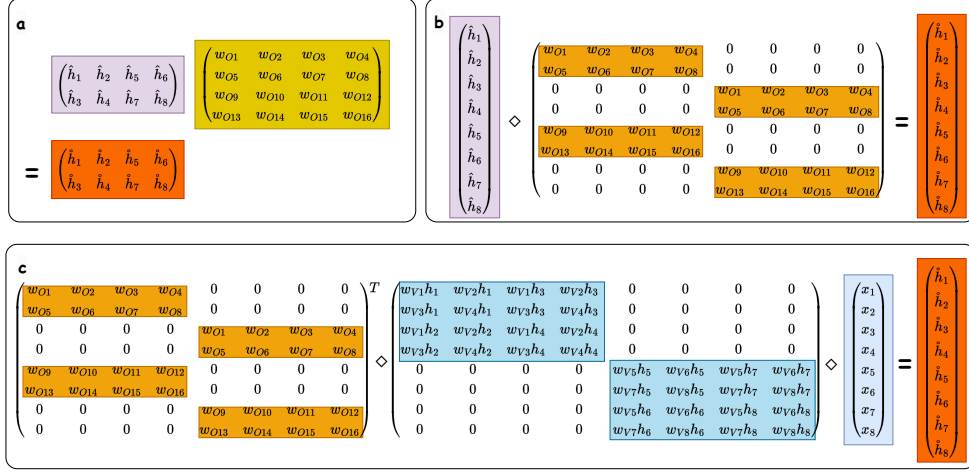 a
ĥ1 ĥ2 ĥ5 ĥ6
ĥ3 ĥ4 ĥ7 ĥ8
wO1 wO2 wO3 wO4
wO5 wO6 wO7 wO8
wO9 wO10 wO11 wO12
wO13 wO14 wO15 wO16
=
h̊1 h̊2 h̊5 h̊6
h̊3 h̊4 h̊7 h̊8
b
ĥ1
ĥ2
ĥ3
ĥ4
ĥ5
ĥ6
ĥ7
ĥ8
◇
wO1 wO2 wO3 wO4 0 0 0 0
wO5 wO6 wO7 wO8 0 0 0 0
0 0 0 0 wO1 wO2 wO3 wO4
0 0 0 0 wO5 wO6 wO7 wO8
wO9 wO10 wO11 wO12 0 0 0 0
wO13 wO14 wO15 wO16 0 0 0 0
0 0 0 0 wO9 wO10 wO11 wO12
0 0 0 0 wO13 wO14 wO15 wO16
=
h̊1
h̊2
h̊3
h̊4
h̊5
h̊6
h̊7
h̊8
c
wO1 wO2 wO3 wO4 0 0 0 0
wO5 wO6 wO7 wO8 0 0 0 0
0 0 0 0 wO1 wO2 wO3 wO4
0 0 0 0 wO5 wO6 wO7 wO8
wO9 wO10 wO11 wO12 0 0 0 0
wO13 wO14 wO15 wO16 0 0 0 0
0 0 0 0 wO9 wO10 wO11 wO12
0 0 0 0 wO13 wO14 wO15 wO16
T
◇
wV1h1 wV2h1 wV1h3 wV2h3 0 0 0 0
wV3h1 wV4h1 wV3h3 wV4h3 0 0 0 0
wV1h2 wV2h2 wV1h4 wV2h4 0 0 0 0
wV3h2 wV4h2 wV3h4 wV4h4 0 0 0 0
0 0 0 0 wV5h5 wV6h5 wV5h7 wV6h7
0 0 0 0 wV7h5 wV8h5 wV7h7 wV8h7
0 0 0 0 wV5h6 wV6h6 wV5h8 wV6h8
0 0 0 0 wV7h6 wV8h6 wV7h8 wV8h8
◇
x1
x2
x3
x4
x5
x6
x7
x8
=
h̊1
h̊2
h̊3
h̊4
h̊5
h̊6
h̊7
h̊8